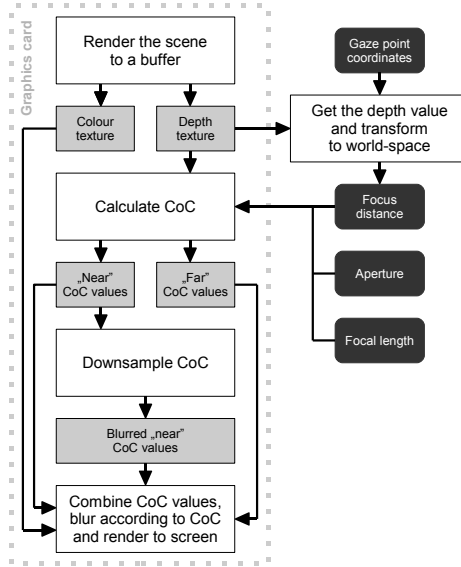 Graphics card
Render the scene
to a buffer
Gaze point
coordinates
Colour
texture
Depth
texture
Get the depth value
and transform
to world-space
Calculate CoC
Focus
distance
„Near”
CoC values
„Far”
CoC values
Aperture
Downsample CoC
Focal length
Blurred „near”
CoC values
Combine CoC values,
blur according to CoC
and render to screen